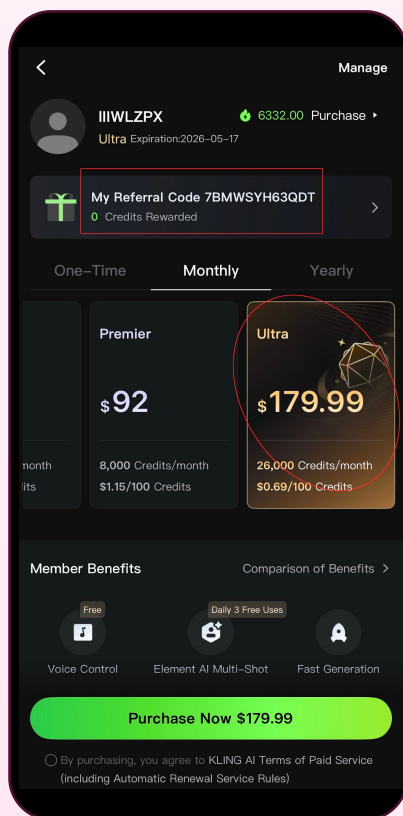 Manage
IIIWLZPX
6332.00 Purchase
Ultra Expiration:2026-05-17
My Referral Code 7BMWSYH63QDT
0 Credits Rewarded
One-Time Monthly Yearly
Premier
$92
8,000 Credits/month
$1.15/100 Credits
Ultra
$179.99
26,000 Credits/month
$0.69/100 Credits
Member Benefits
Comparison of Benefits
Free
Voice Control
Daily 3 Free Uses
Element AI Multi-Shot
Fast Generation
Purchase Now $179.99
By purchasing, you agree to KLING AI Terms of Paid Service
(including Automatic Renewal Service Rules)